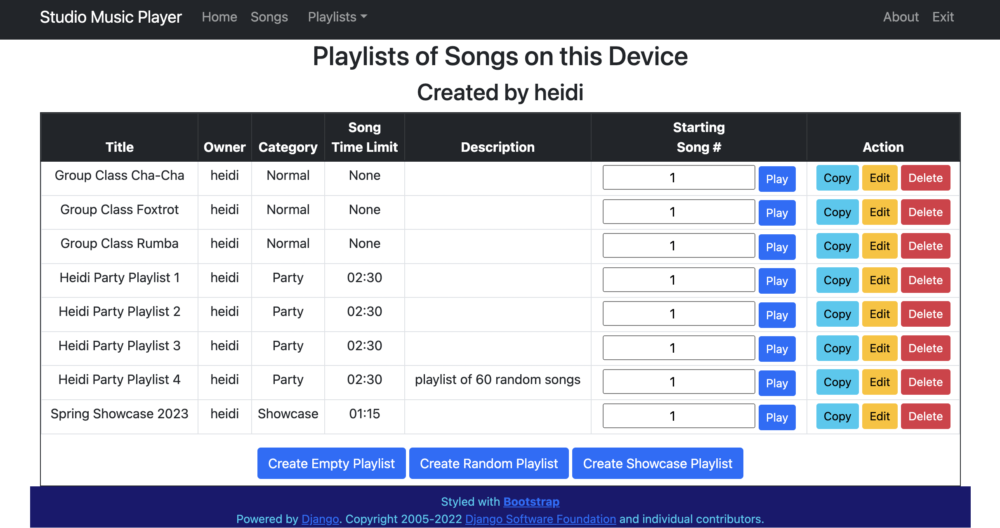 Studio Music Player Home Songs Playlists About Exit
Playlists of Songs on this Device
Created by heidi
Title Owner Category Song Time Limit Description Starting Song # Action
Group Class Cha-Cha heidi Normal None 1 Play Copy Edit Delete
Group Class Foxtrot heidi Normal None 1 Play Copy Edit Delete
Group Class Rumba heidi Normal None 1 Play Copy Edit Delete
Heidi Party Playlist 1 heidi Party 02:30 1 Play Copy Edit Delete
Heidi Party Playlist 2 heidi Party 02:30 1 Play Copy Edit Delete
Heidi Party Playlist 3 heidi Party 02:30 1 Play Copy Edit Delete
Heidi Party Playlist 4 heidi Party 02:30 playlist of 60 random songs 1 Play Copy Edit Delete
Spring Showcase 2023 heidi Showcase 01:15 1 Play Copy Edit Delete
Create Empty Playlist Create Random Playlist Create Showcase Playlist
Styled with Bootstrap
Powered by Django. Copyright 2005-2022 Django Software Foundation and individual contributors.